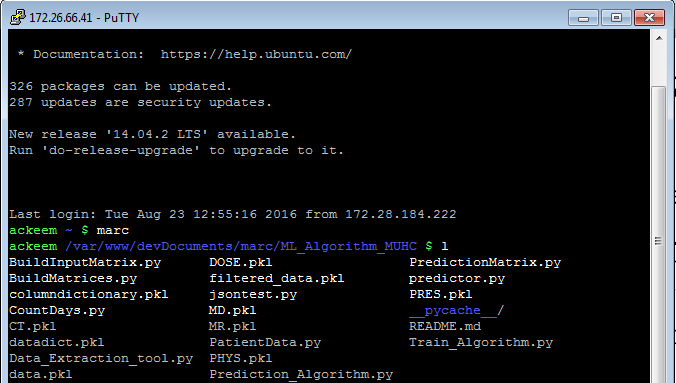 172.26.66.41 - PuTTY
* Documentation:  https://help.ubuntu.com/
326 packages can be updated.
287 updates are security updates.
New release '14.04.2 LTS' available.
Run 'do-release-upgrade' to upgrade to it.
Last login: Tue Aug 23 12:55:16 2016 from 172.28.184.222
ackeem ~ $ marc
ackeem /var/www/devDocuments/marc/ML_Algorithm_MUHC $ l
BuildInputMatrix.py      DOSE.pkl                 PredictionMatrix.py
BuildMatrices.py         filtered_data.pkl        predictor.py
columndictionary.pkl     jsontest.py              PRES.pkl
CountDays.py             MD.pkl                   __pycache__/
CT.pkl                   MR.pkl                   README.md
datadict.pkl             PatientData.py           Train_Algorithm.py
Data_Extraction_tool.py  PHYS.pkl
data.pkl                 Prediction_Algorithm.py